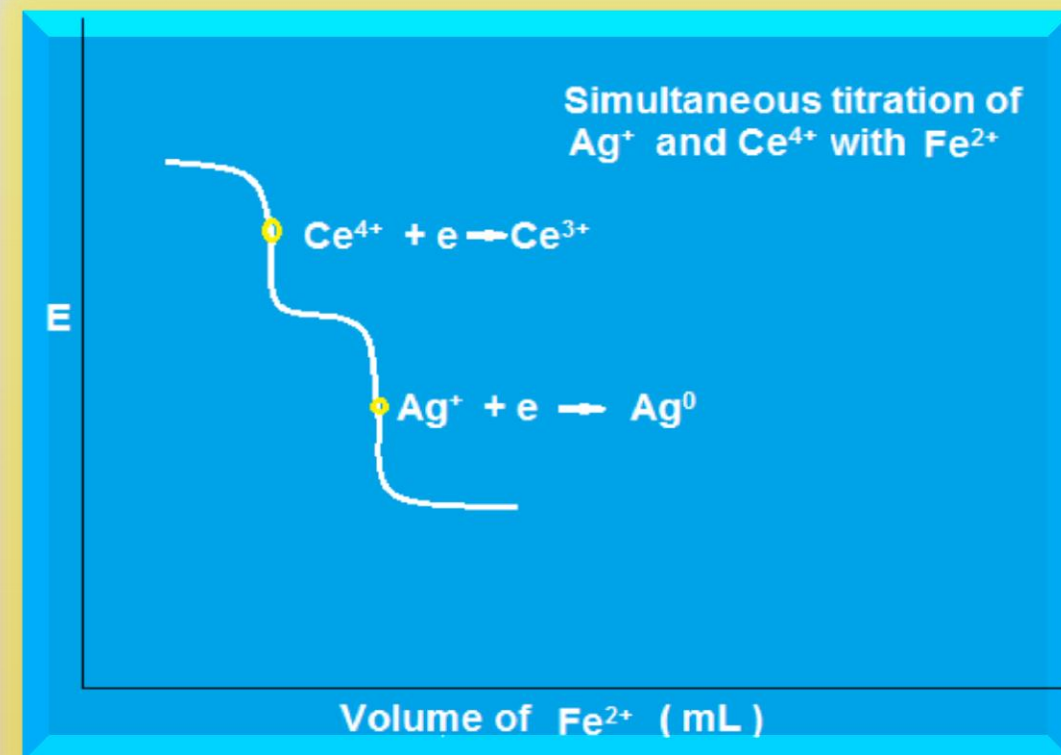 Simultaneous titration of
Ag⁺ and Ce⁴⁺ with Fe²⁺
Ce⁴⁺ + e → Ce³⁺
E
Ag⁺ + e → Ag⁰
Volume of Fe²⁺ ( mL )